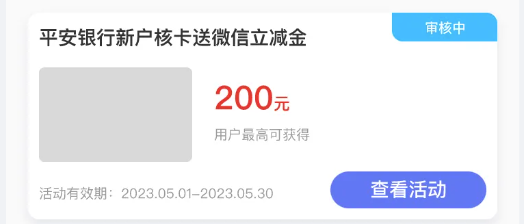 平安银行新户核卡送微信立减金
审核中
200元
用户最高可获得
活动有效期：2023.05.01-2023.05.30
查看活动